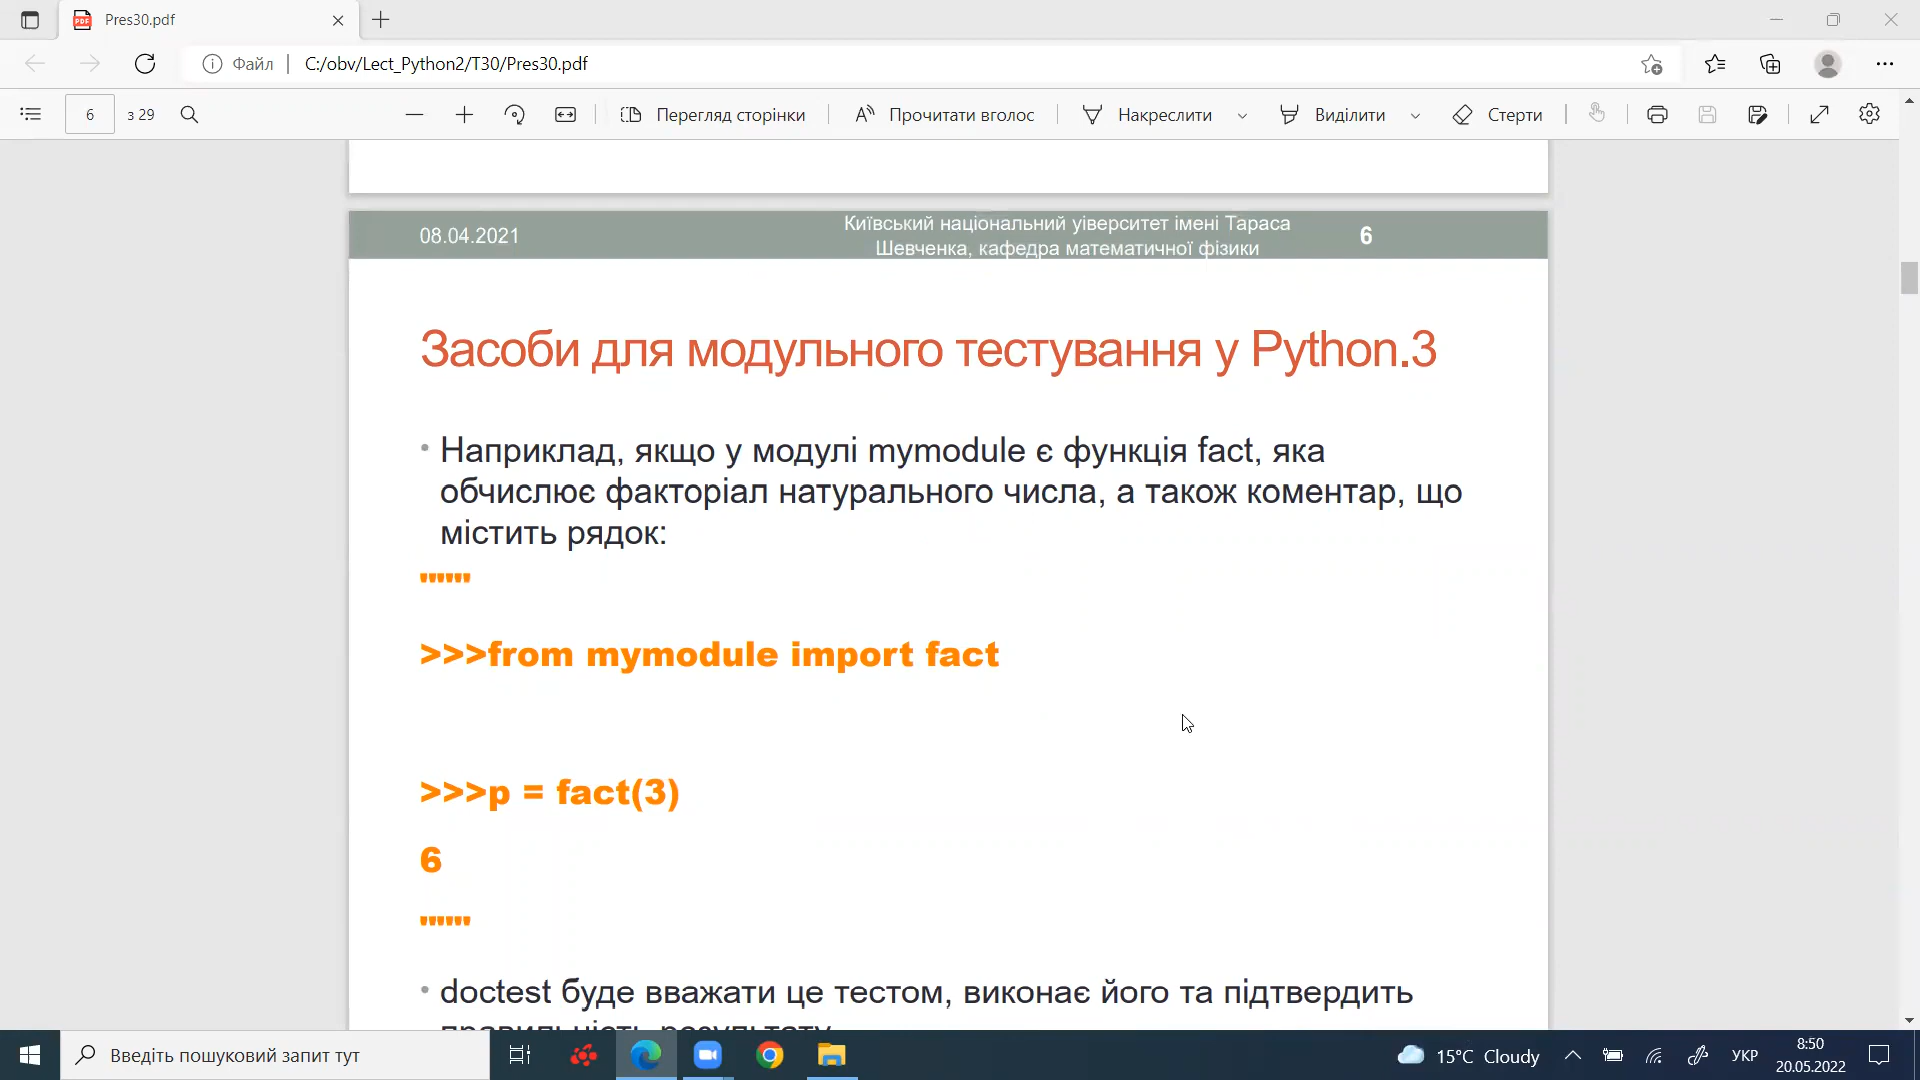 Pres30.pdf
Файл C:/obv/Lect_Python2/T30/Pres30.pdf
6 з 29 Перегляд сторінки Прочитати вголос Накреслити Виділити Стерти
08.04.2021
Київський національний уіверситет імені Тараса
Шевченка, кафедра математичної фізики
6
Засоби для модульного тестування у Python.3
• Наприклад, якщо у модулі mymodule є функція fact, яка
обчислює факторіал натурального числа, а також коментар, що
містить рядок:
""""""
>>>from mymodule import fact
>>>p = fact(3)
6
""""""
• doctest буде вважати це тестом, виконає його та підтвердить
правильність результату
Введіть пошуковий запит тут
15°C Cloudy
УКР
8:50
20.05.2022